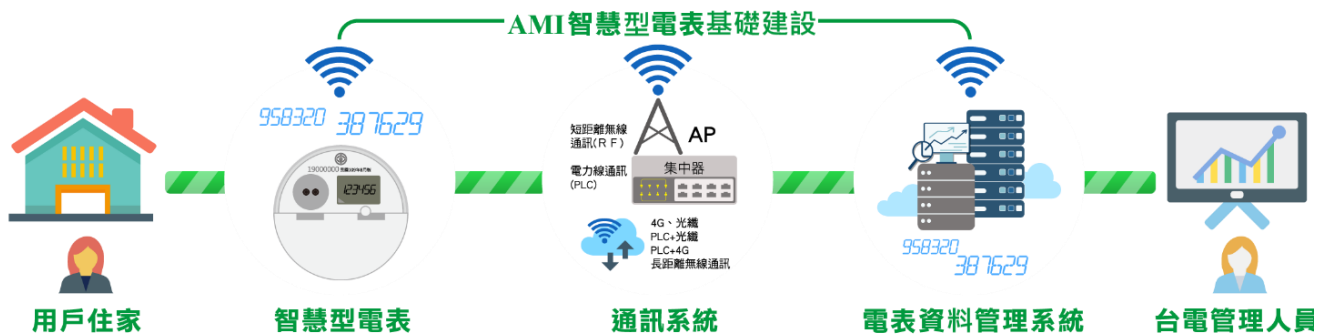 AMI智慧型電表基礎建設
958320
387629
19000000
123456
短距離無線
通訊(RF)
AP
電力線通訊
(PLC)
集中器
4G、光纖
PLC+光纖
PLC+4G
長距離無線通訊
958320
387629
用戶住家
智慧型電表
通訊系統
電表資料管理系統
台電管理人員